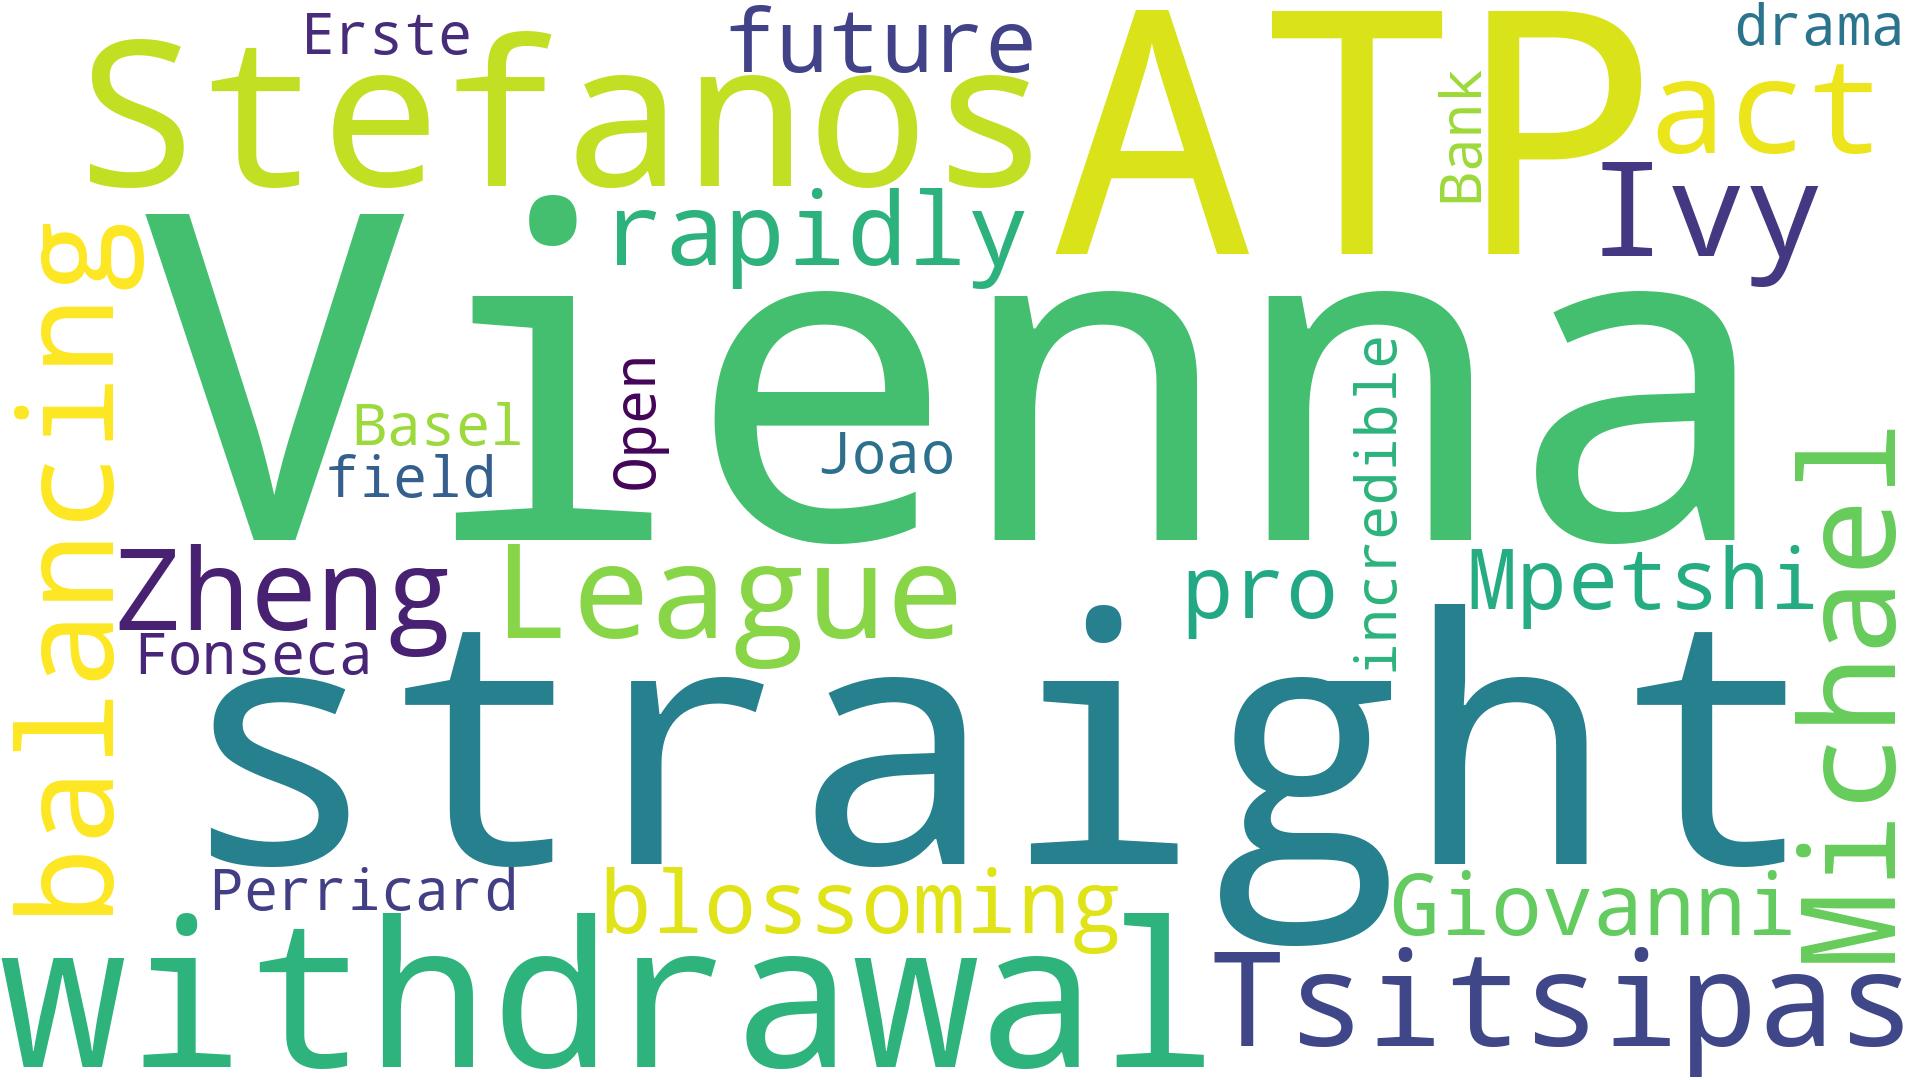 Erste
future
drama
Stefanos
ATP
Bank
act
Ivy
rapidly
balancing
Vienna
Open
Basel
field
Joao
incredible
Michael
Zheng
League
pro
Mpetshi
Fonseca
straight
Perricard
blossoming
Giovanni
withdrawal
Tsitsipas